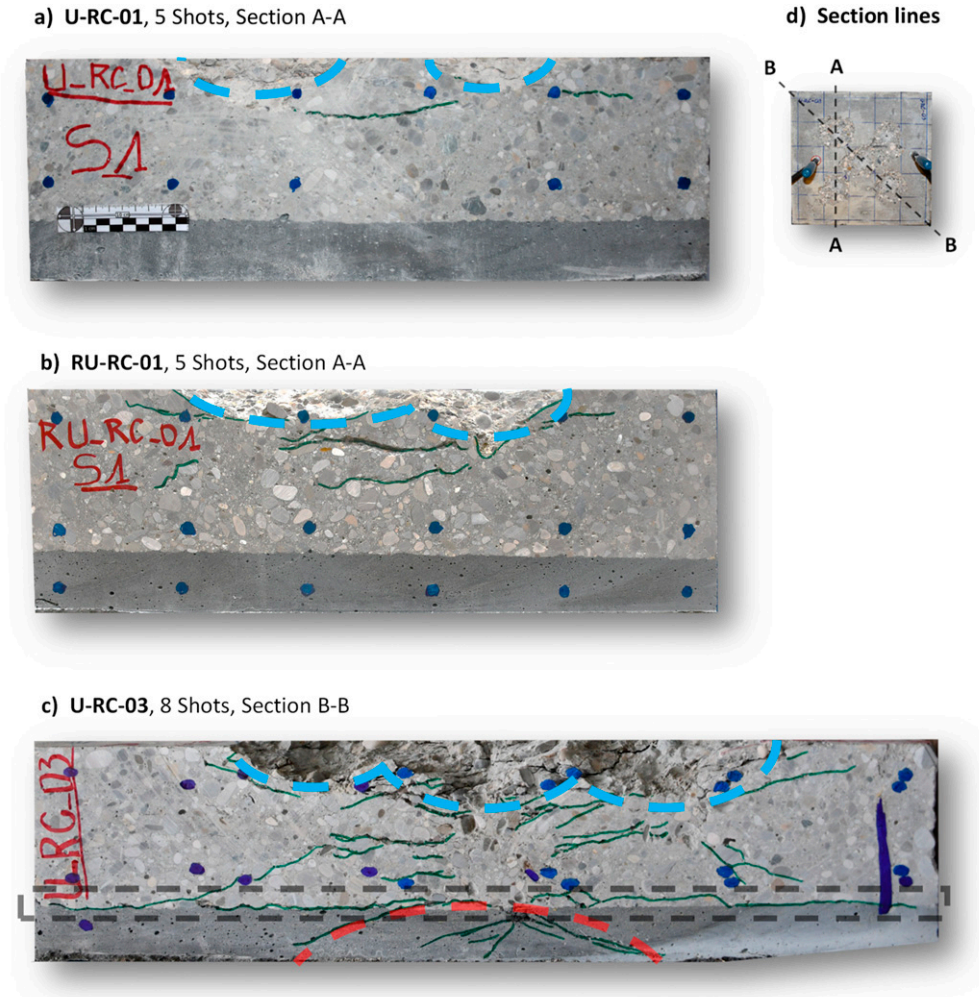 a) U-RC-01, 5 Shots, Section A-A
U_RC_01
S1
b) RU-RC-01, 5 Shots, Section A-A
RU_RC_01
S1
c) U-RC-03, 8 Shots, Section B-B
U_RC_03
d) Section lines
B
A
A
B